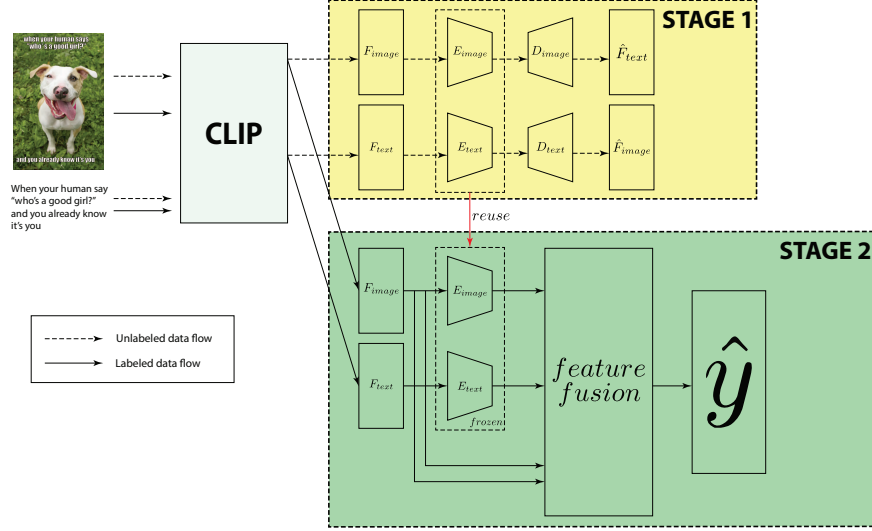 STAGE 1
when your human says
who is a good girl?
and you already know it's you
When your human say
"who's a good girl?"
and you already know
it's you
CLIP
F_image
E_image
D_image
F̂_text
F_text
E_text
D_text
F̂_image
reuse
STAGE 2
F_image
E_image
F_text
E_text
frozen
feature
fusion
ŷ
Unlabeled data flow
Labeled data flow